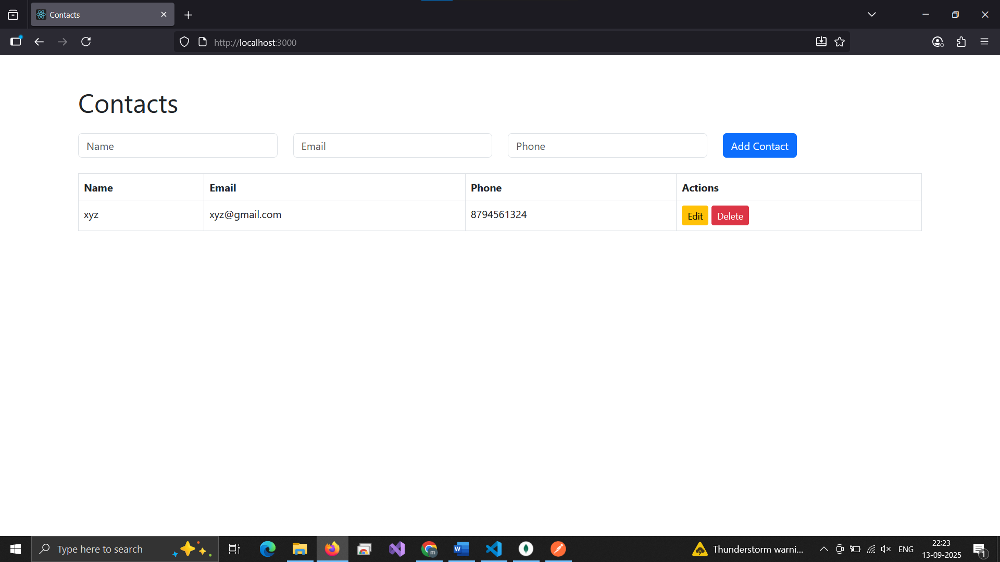 Contacts
http://localhost:3000
Contacts
Name Email Phone Add Contact
Name Email Phone Actions
xyz xyz@gmail.com 8794561324 Edit Delete
Type here to search
m
W
Thunderstorm warni...
ENG
22:23
13-09-2025
1